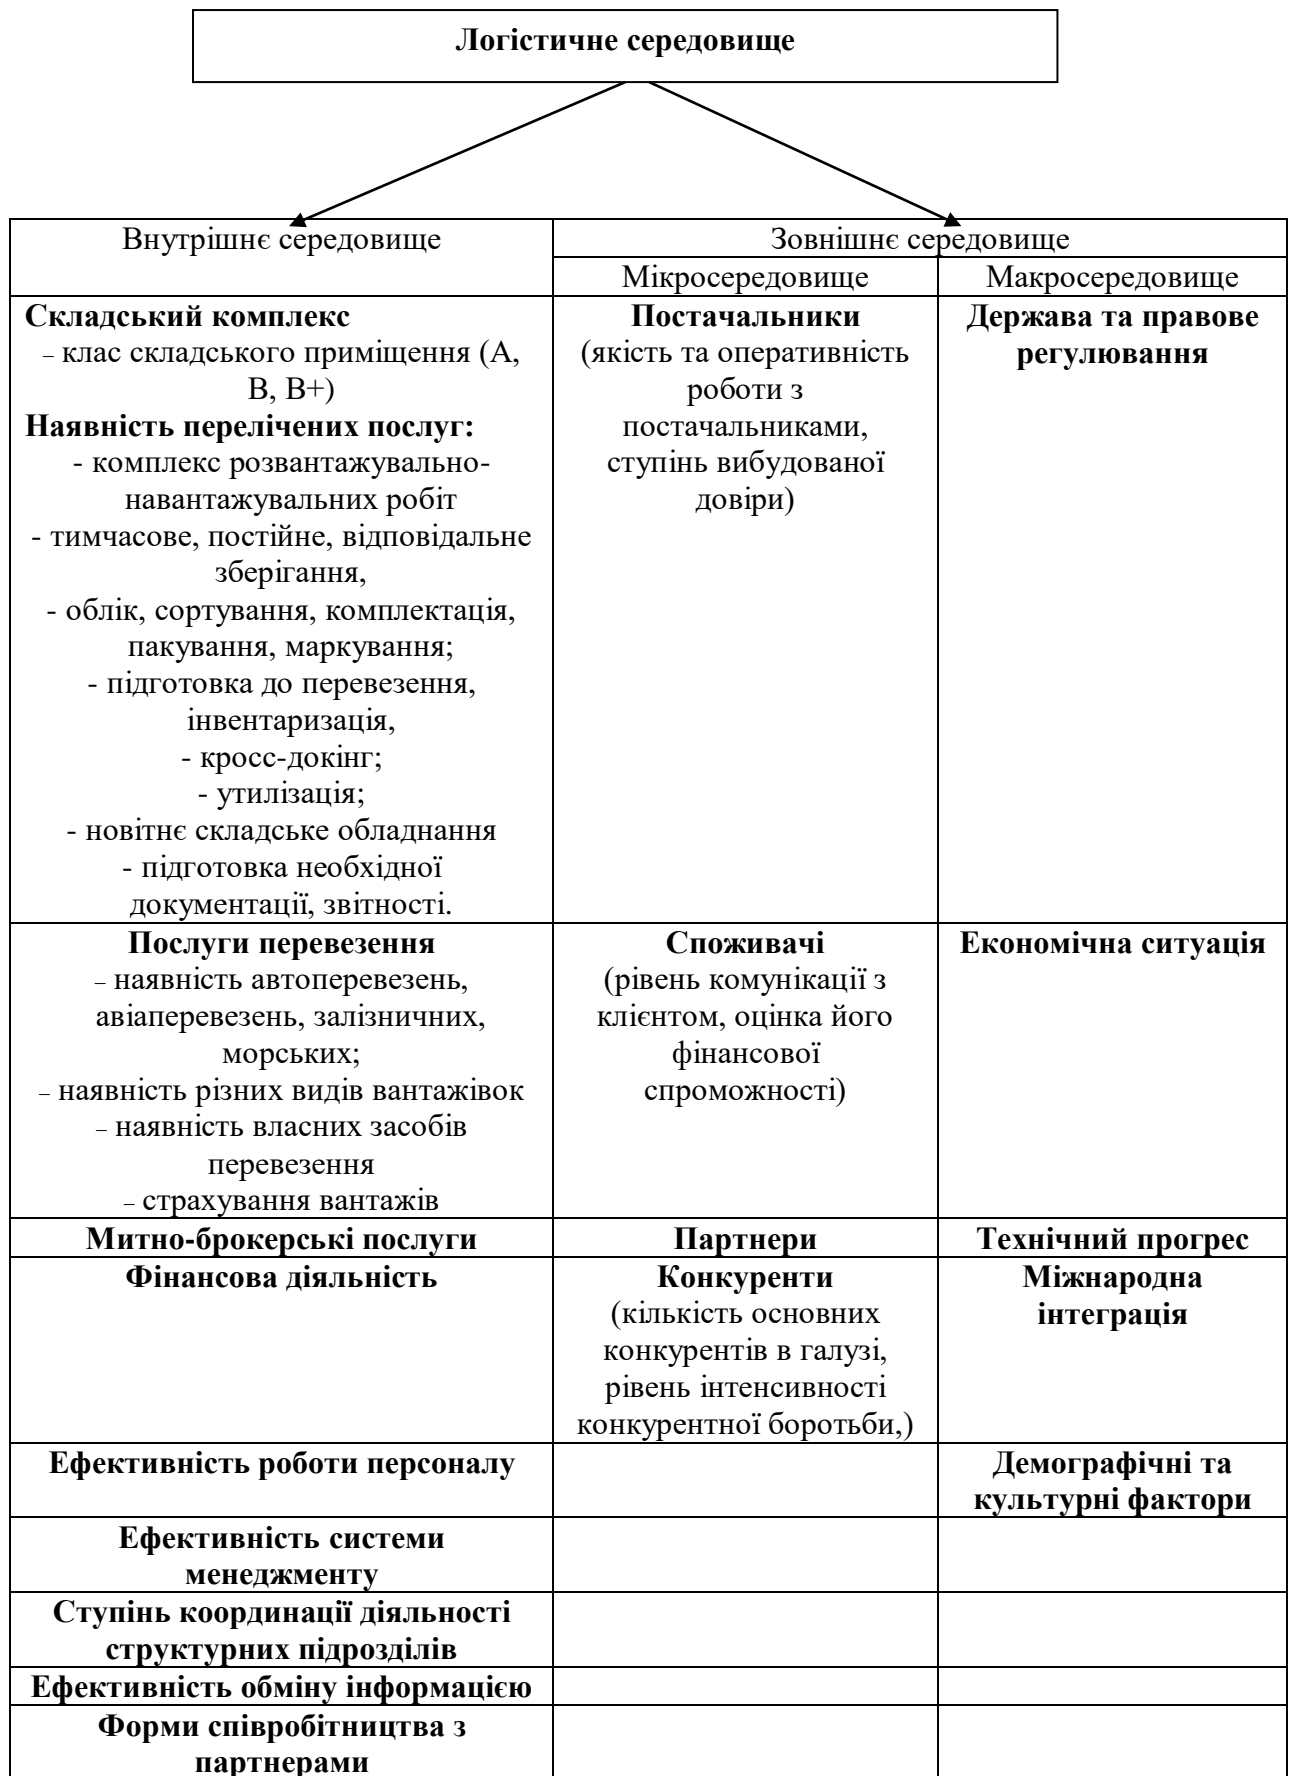 Логістичне середовище
Внутрішнє середовище
Зовнішнє середовище
Мікросередовище
Макросередовище
Складський комплекс
– клас складського приміщення (А,
В, В+)
Наявність перелічених послуг:
- комплекс розвантажувально-
навантажувальних робіт
- тимчасове, постійне, відповідальне
зберігання,
- облік, сортування, комплектація,
пакування, маркування;
- підготовка до перевезення,
інвентаризація,
- кросс-докінг;
- утилізація;
- новітнє складське обладнання
- підготовка необхідної
документації, звітності.
Постачальники
(якість та оперативність
роботи з
постачальниками,
ступінь вибудованої
довіри)
Держава та правове
регулювання
Послуги перевезення
– наявність автоперевезень,
авіаперевезень, залізничних,
морських;
– наявність різних видів вантажівок
– наявність власних засобів
перевезення
– страхування вантажів
Споживачі
(рівень комунікації з
клієнтом, оцінка його
фінансової
спроможності)
Економічна ситуація
Митно-брокерські послуги
Партнери
Технічний прогрес
Фінансова діяльність
Конкуренти
(кількість основних
конкурентів в галузі,
рівень інтенсивності
конкурентної боротьби,)
Міжнародна
інтеграція
Ефективність роботи персоналу
Демографічні та
культурні фактори
Ефективність системи
менеджменту
Ступінь координації діяльності
структурних підрозділів
Ефективність обміну інформацією
Форми співробітництва з
партнерами